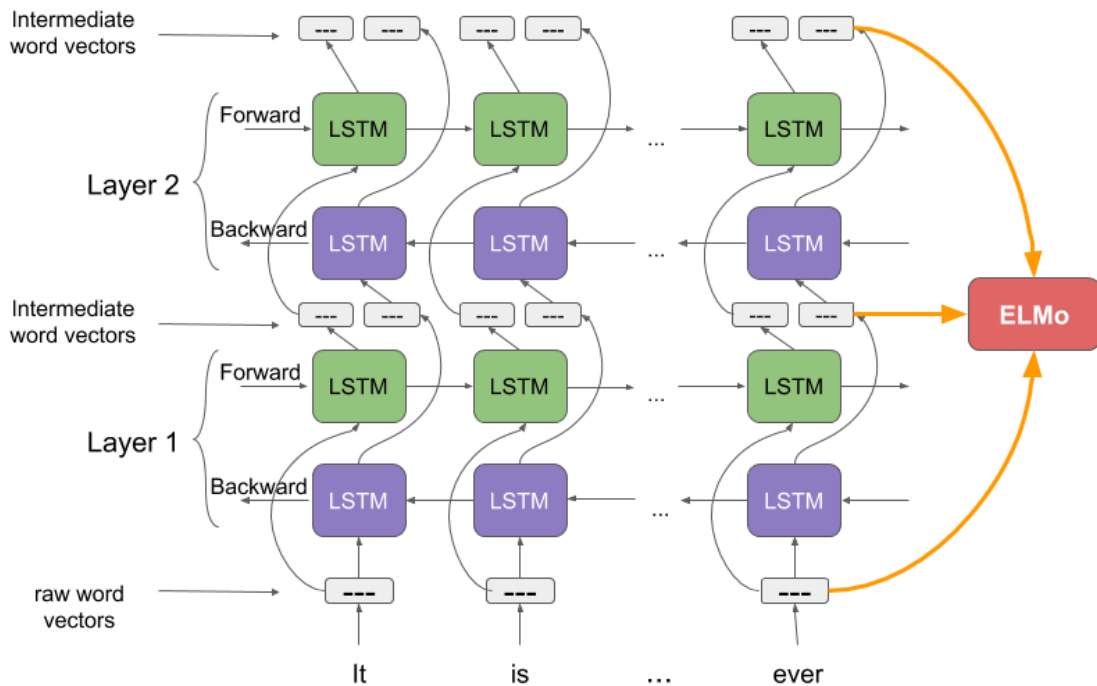 Intermediate
word vectors
--- --- --- --- --- ---
Forward
LSTM LSTM ... LSTM
Layer 2
Backward
LSTM LSTM ... LSTM
Intermediate
word vectors
--- --- --- --- --- ---
ELMo
Forward
LSTM LSTM ... LSTM
Layer 1
Backward
LSTM LSTM ... LSTM
raw word
vectors
--- --- ---
It is ... ever